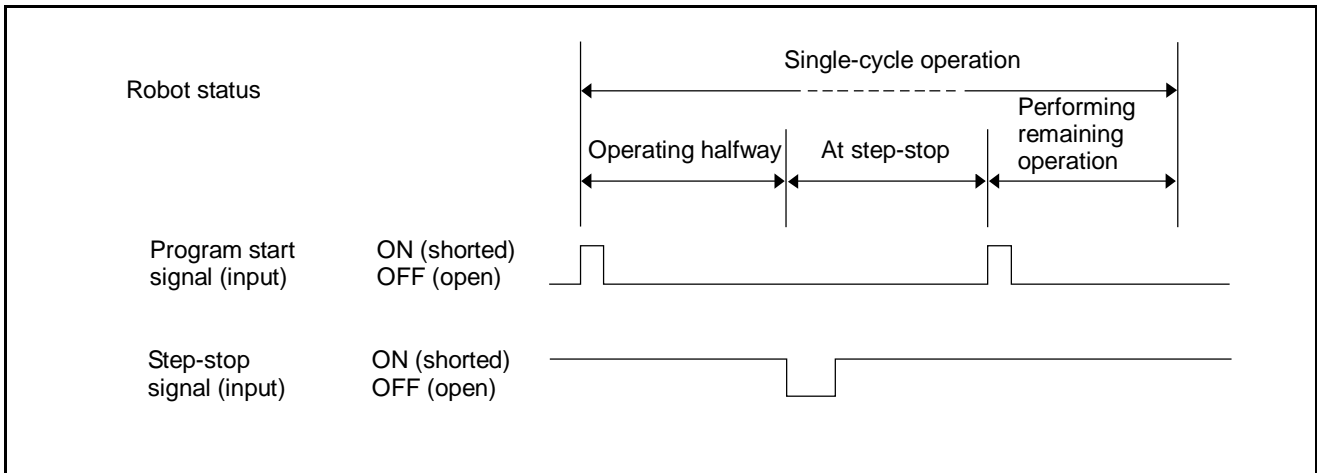 Single-cycle operation
Robot status
Performing
remaining
operation
Operating halfway
At step-stop
Program start
signal (input)
ON (shorted)
OFF (open)
Step-stop
signal (input)
ON (shorted)
OFF (open)